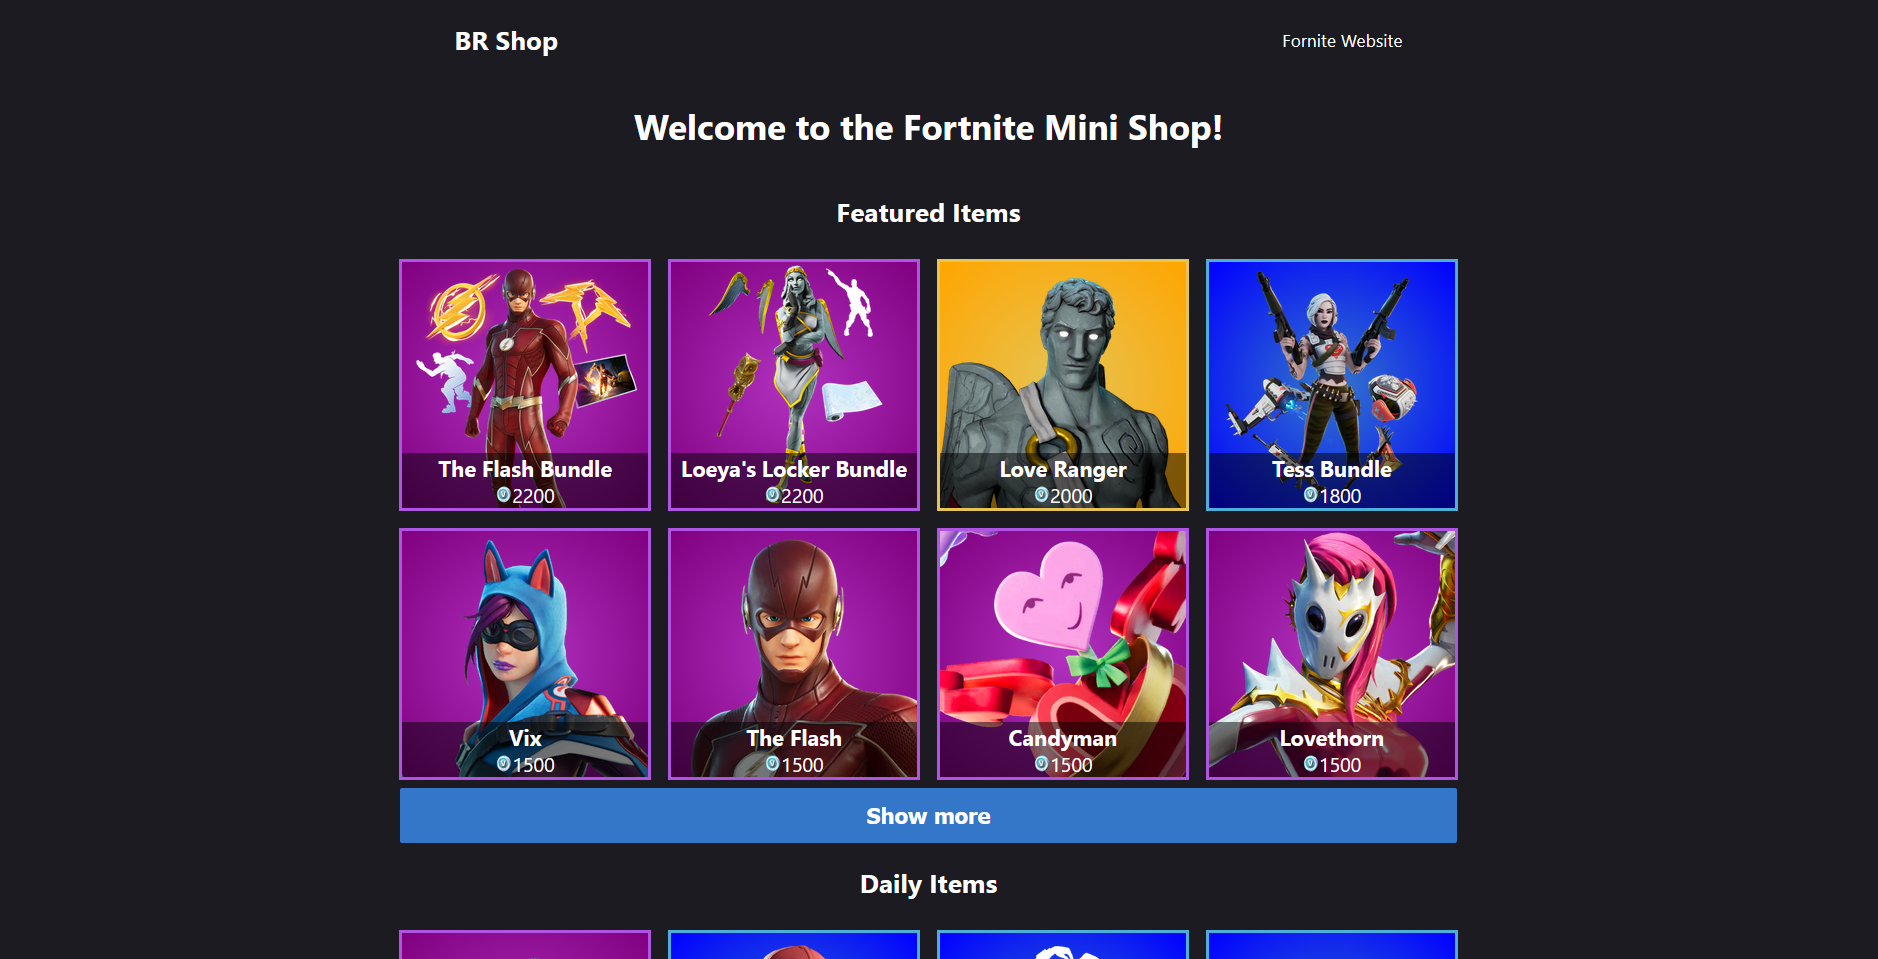 BR Shop
Fornite Website
Welcome to the Fortnite Mini Shop!
Featured Items
The Flash Bundle
2200
Loeya's Locker Bundle
2200
Love Ranger
2000
Tess Bundle
1800
Vix
1500
The Flash
1500
Candyman
1500
Lovethorn
1500
Show more
Daily Items